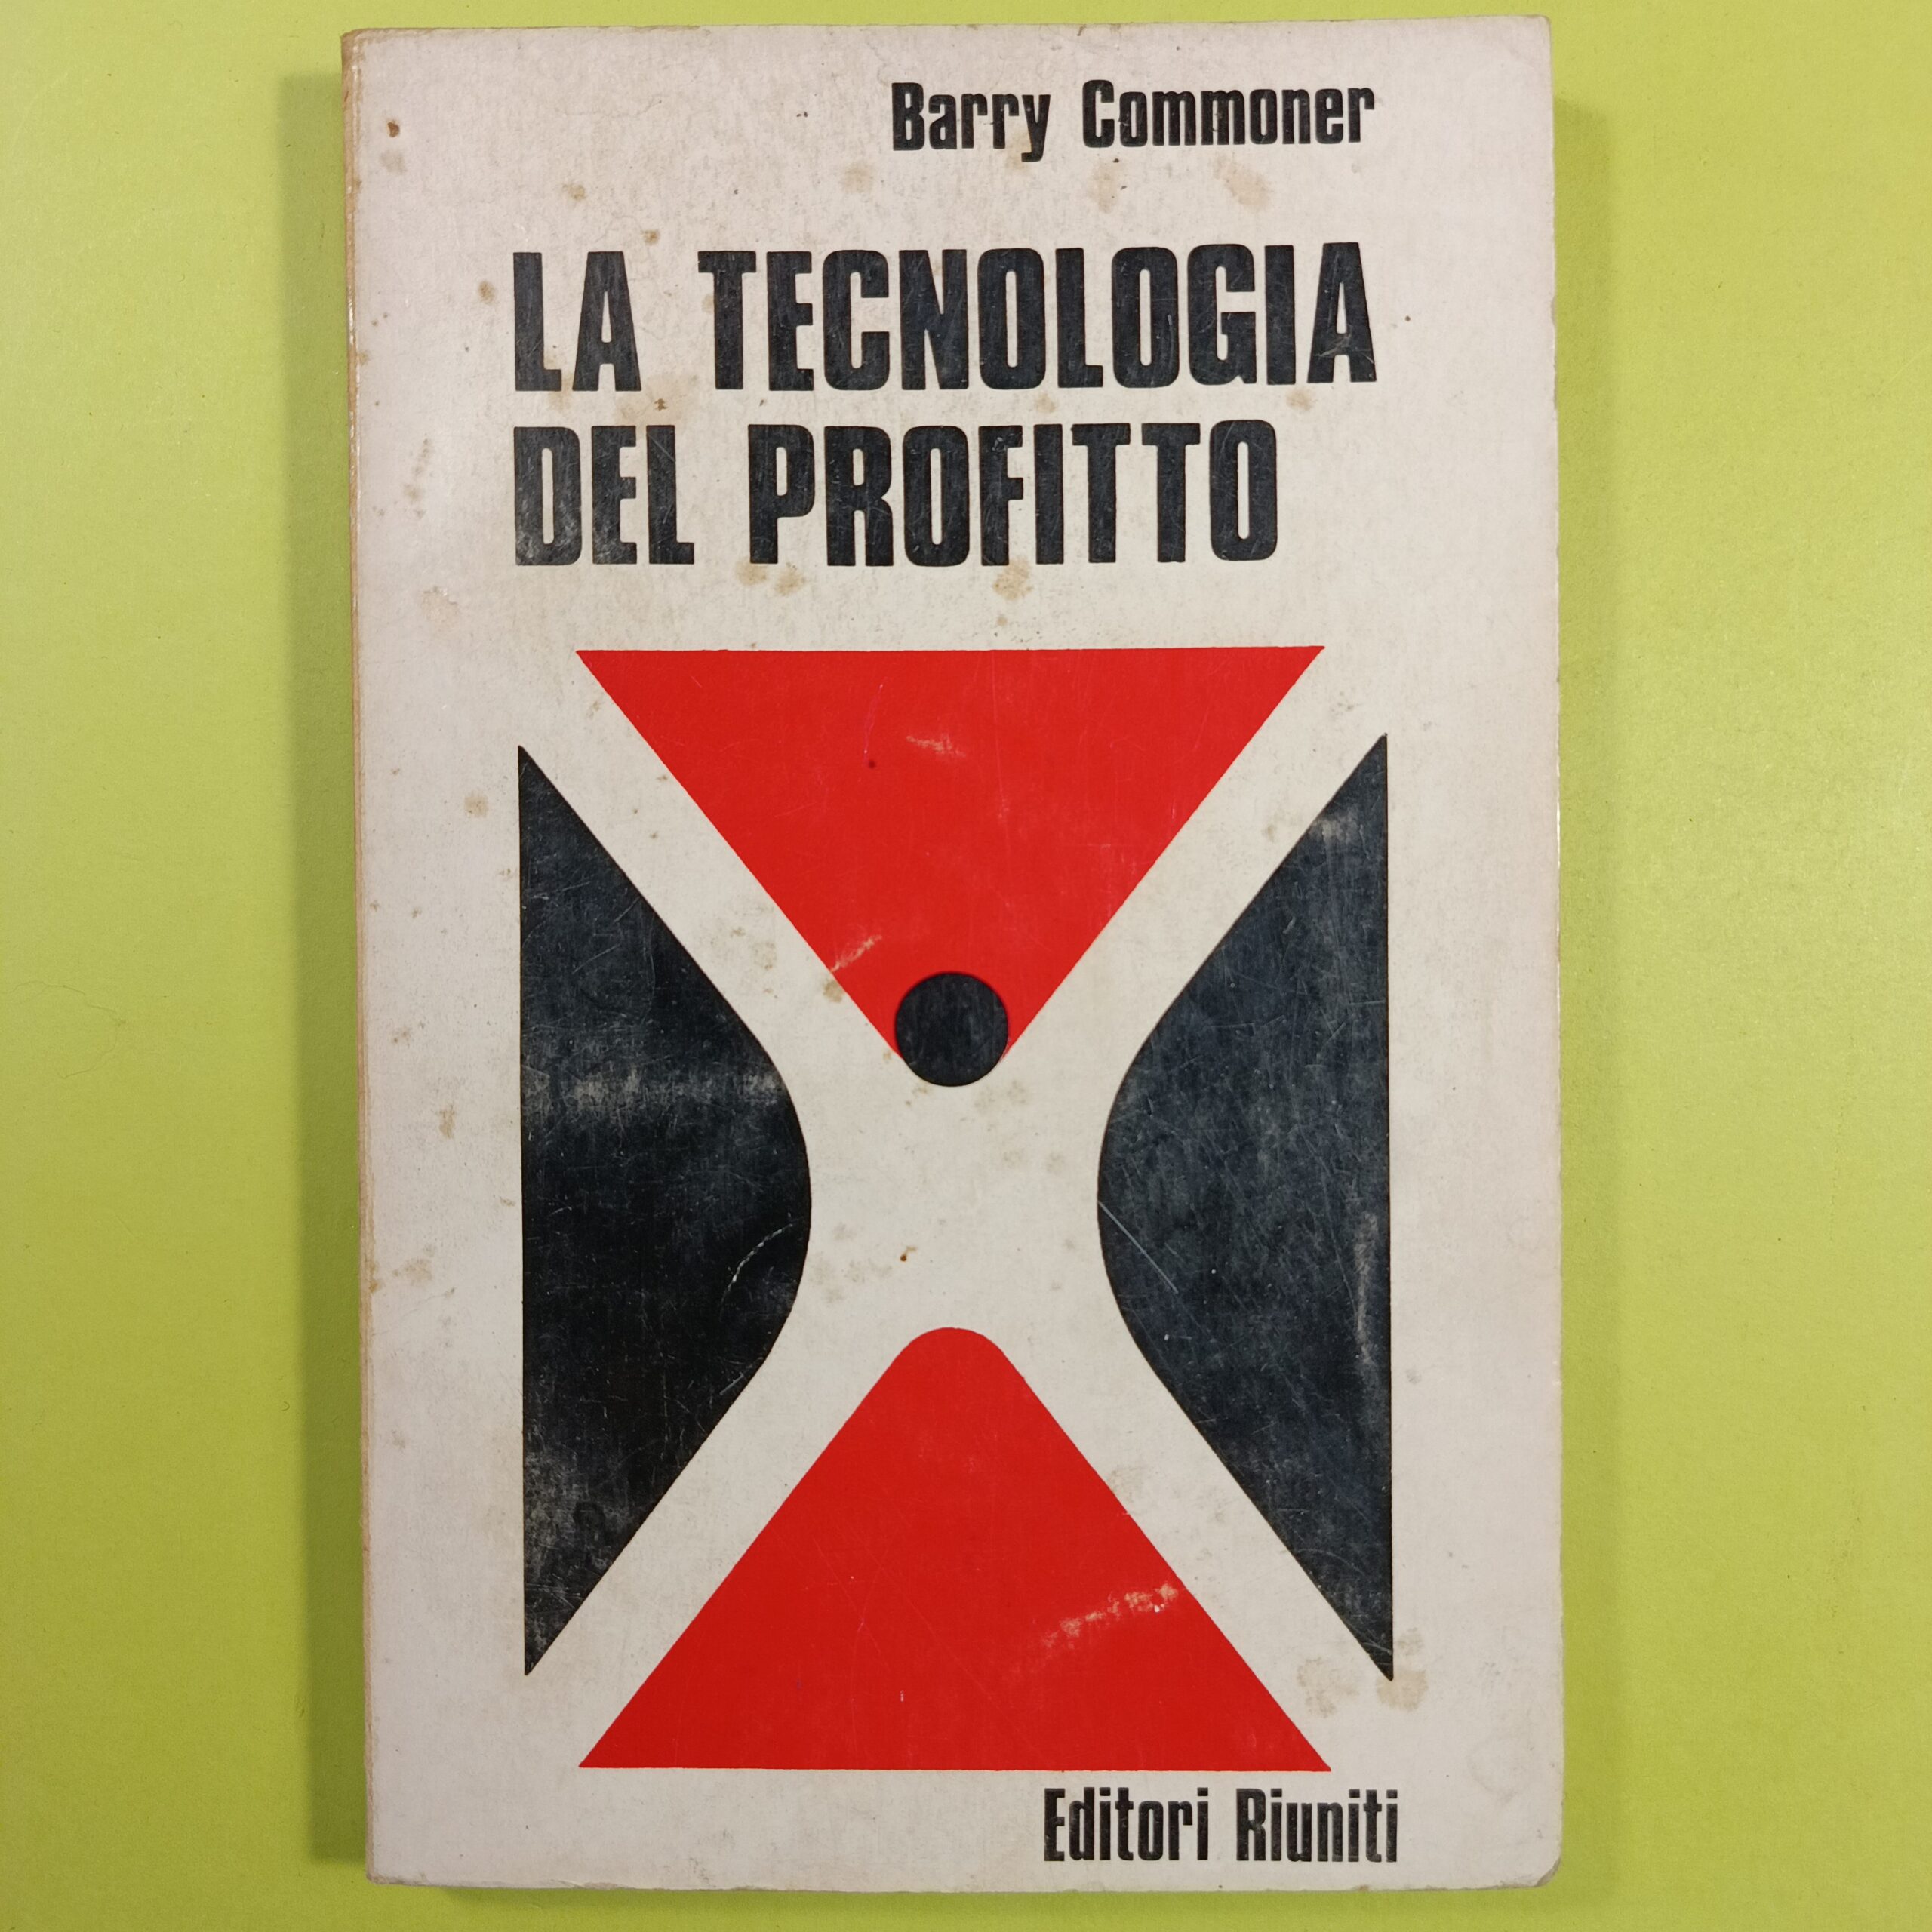 Barry Commoner
LA TECNOLOGIA
DEL PROFITTO
Editori Riuniti